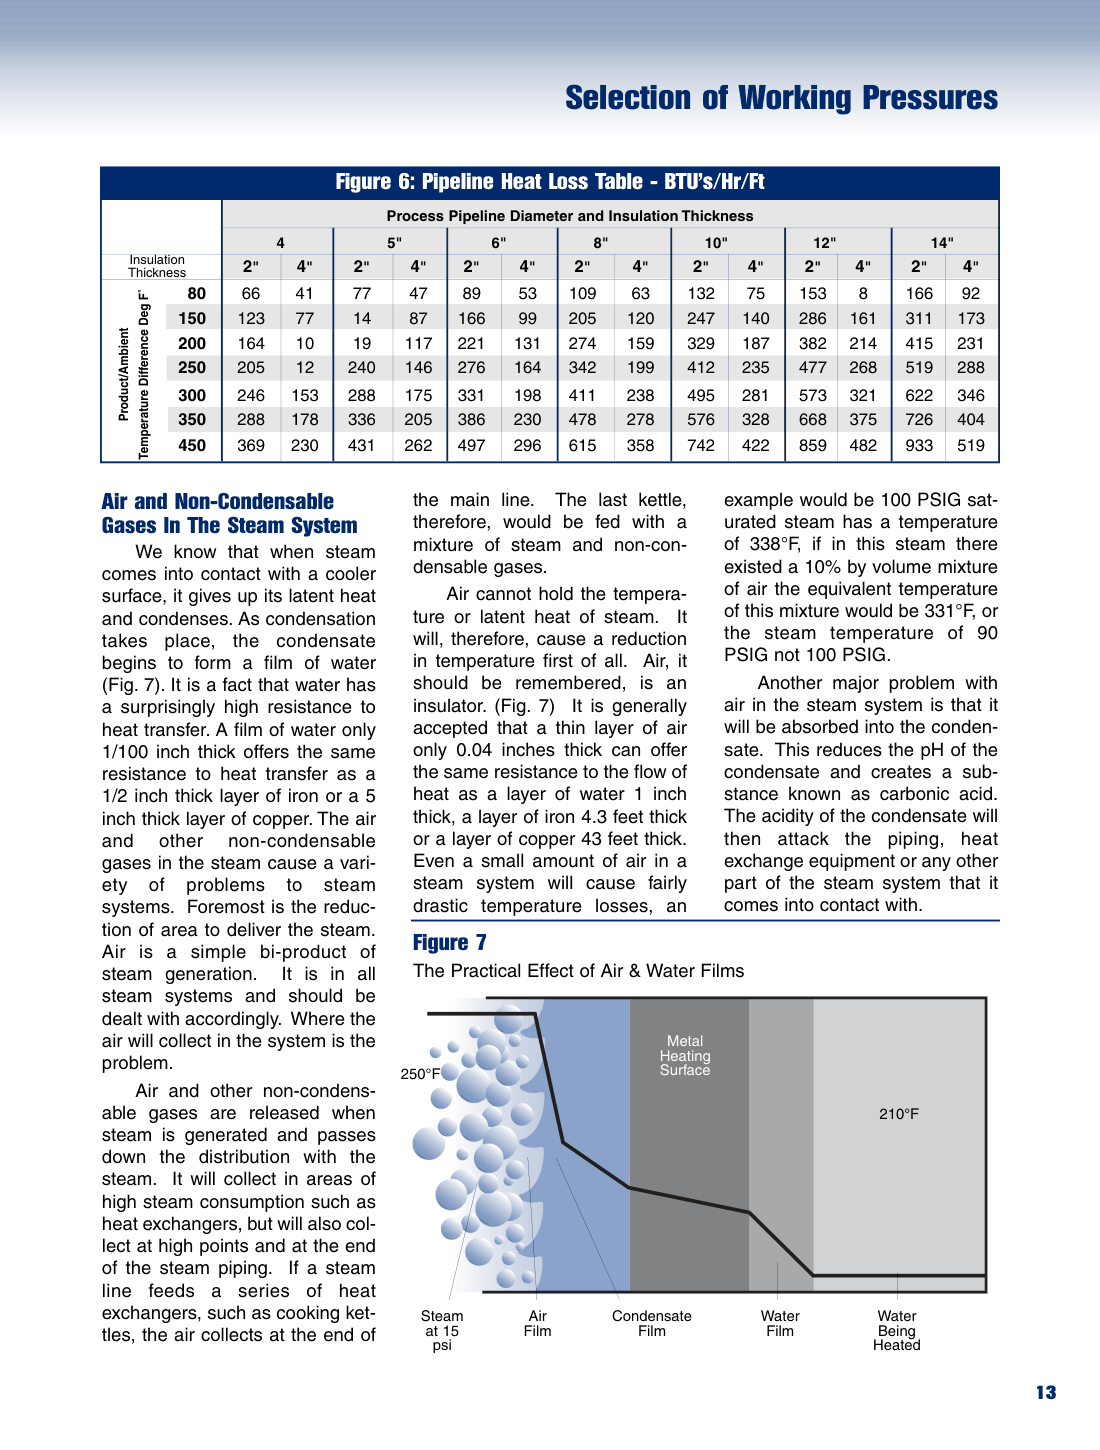 Selection of Working Pressures
Figure 6: Pipeline Heat Loss Table - BTU's/Hr/Ft
Process Pipeline Diameter and Insulation Thickness
4 5" 6" 8" 10" 12" 14"
Insulation
Thickness
2" 4" 2" 4" 2" 4" 2" 4" 2" 4" 2" 4" 2" 4"
Product/Ambient
Temperature Difference Deg F°
80 66 41 77 47 89 53 109 63 132 75 153 8 166 92
150 123 77 14 87 166 99 205 120 247 140 286 161 311 173
200 164 10 19 117 221 131 274 159 329 187 382 214 415 231
250 205 12 240 146 276 164 342 199 412 235 477 268 519 288
300 246 153 288 175 331 198 411 238 495 281 573 321 622 346
350 288 178 336 205 386 230 478 278 576 328 668 375 726 404
450 369 230 431 262 497 296 615 358 742 422 859 482 933 519
Air and Non-Condensable
Gases In The Steam System
We know that when steam
comes into contact with a cooler
surface, it gives up its latent heat
and condenses. As condensation
takes place, the condensate
begins to form a film of water
(Fig. 7). It is a fact that water has
a surprisingly high resistance to
heat transfer. A film of water only
1/100 inch thick offers the same
resistance to heat transfer as a
1/2 inch thick layer of iron or a 5
inch thick layer of copper. The air
and other non-condensable
gases in the steam cause a vari-
ety of problems to steam
systems. Foremost is the reduc-
tion of area to deliver the steam.
Air is a simple bi-product of
steam generation. It is in all
steam systems and should be
dealt with accordingly. Where the
air will collect in the system is the
problem.
Air and other non-condens-
able gases are released when
steam is generated and passes
down the distribution with the
steam. It will collect in areas of
high steam consumption such as
heat exchangers, but will also col-
lect at high points and at the end
of the steam piping. If a steam
line feeds a series of heat
exchangers, such as cooking ket-
tles, the air collects at the end of
the main line. The last kettle,
therefore, would be fed with a
mixture of steam and non-con-
densable gases.
Air cannot hold the tempera-
ture or latent heat of steam. It
will, therefore, cause a reduction
in temperature first of all. Air, it
should be remembered, is an
insulator. (Fig. 7) It is generally
accepted that a thin layer of air
only 0.04 inches thick can offer
the same resistance to the flow of
heat as a layer of water 1 inch
thick, a layer of iron 4.3 feet thick
or a layer of copper 43 feet thick.
Even a small amount of air in a
steam system will cause fairly
drastic temperature losses, an
example would be 100 PSIG sat-
urated steam has a temperature
of 338°F, if in this steam there
existed a 10% by volume mixture
of air the equivalent temperature
of this mixture would be 331°F, or
the steam temperature of 90
PSIG not 100 PSIG.
Another major problem with
air in the steam system is that it
will be absorbed into the conden-
sate. This reduces the pH of the
condensate and creates a sub-
stance known as carbonic acid.
The acidity of the condensate will
then attack the piping, heat
exchange equipment or any other
part of the steam system that it
comes into contact with.
Figure 7
The Practical Effect of Air & Water Films
Metal
Heating
Surface
250°F
210°F
Steam
at 15
psi
Air
Film
Condensate
Film
Water
Film
Water
Being
Heated
13